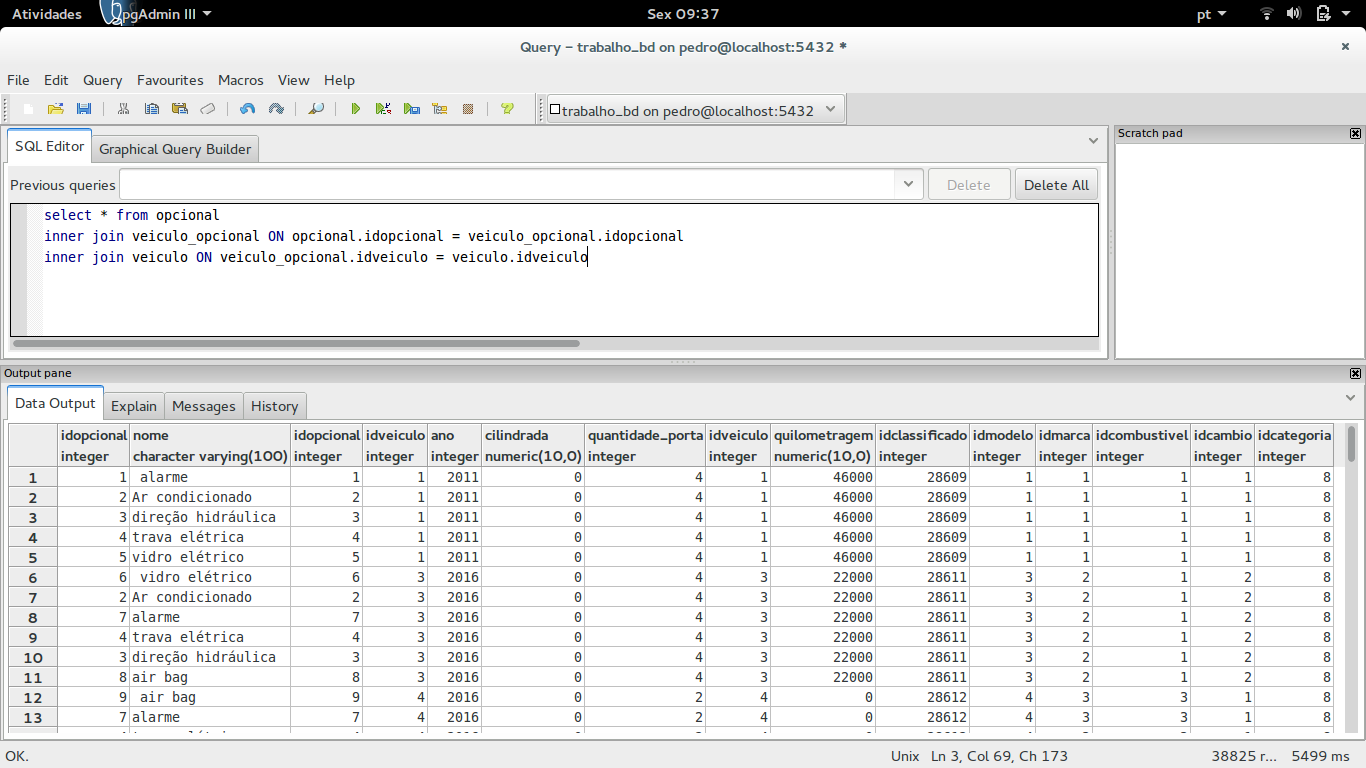 Atividades pgAdmin III Sex 09:37 pt
Query - trabalho_bd on pedro@localhost:5432 *
File Edit Query Favourites Macros View Help
trabalho_bd on pedro@localhost:5432
SQL Editor Graphical Query Builder
Scratch pad
Previous queries Delete Delete All
select * from opcional
inner join veiculo_opcional ON opcional.idopcional = veiculo_opcional.idopcional
inner join veiculo ON veiculo_opcional.idveiculo = veiculo.idveiculo
Output pane
Data Output Explain Messages History
idopcional nome idopcional idveiculo ano cilindrada quantidade_porta idveiculo quilometragem idclassificado idmodelo idmarca idcombustivel idcambio idcategoria
integer character varying(100) integer integer integer numeric(10,0) integer integer numeric(10,0) integer integer integer integer integer integer
1 1 alarme 1 1 2011 0 4 1 46000 28609 1 1 1 1 8
2 2 Ar condicionado 2 1 2011 0 4 1 46000 28609 1 1 1 1 8
3 3 direção hidráulica 3 1 2011 0 4 1 46000 28609 1 1 1 1 8
4 4 trava elétrica 4 1 2011 0 4 1 46000 28609 1 1 1 1 8
5 5 vidro elétrico 5 1 2011 0 4 1 46000 28609 1 1 1 1 8
6 6 vidro elétrico 6 3 2016 0 4 3 22000 28611 3 2 1 2 8
7 2 Ar condicionado 2 3 2016 0 4 3 22000 28611 3 2 1 2 8
8 7 alarme 7 3 2016 0 4 3 22000 28611 3 2 1 2 8
9 4 trava elétrica 4 3 2016 0 4 3 22000 28611 3 2 1 2 8
10 3 direção hidráulica 3 3 2016 0 4 3 22000 28611 3 2 1 2 8
11 8 air bag 8 3 2016 0 4 3 22000 28611 3 2 1 2 8
12 9 air bag 9 4 2016 0 2 4 0 28612 4 3 3 1 8
13 7 alarme 7 4 2016 0 2 4 0 28612 4 3 3 1 8
OK. Unix Ln 3, Col 69, Ch 173 38825 r... 5499 ms